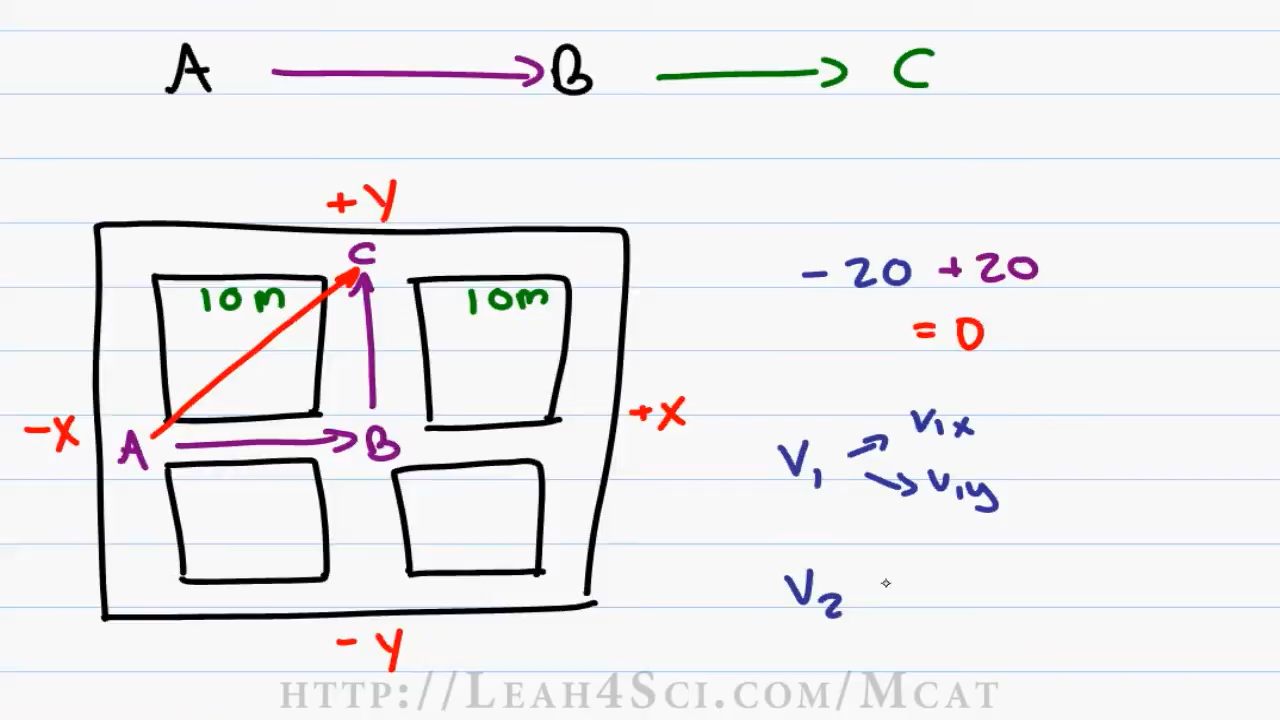 A B C
+ Y
C
10m 10m
- 20 + 20
= 0
- X + X
A B
V₁ V₁x
V₁y
V₂
- Y
HTTP://LEAH4SCI.COM/MCAT